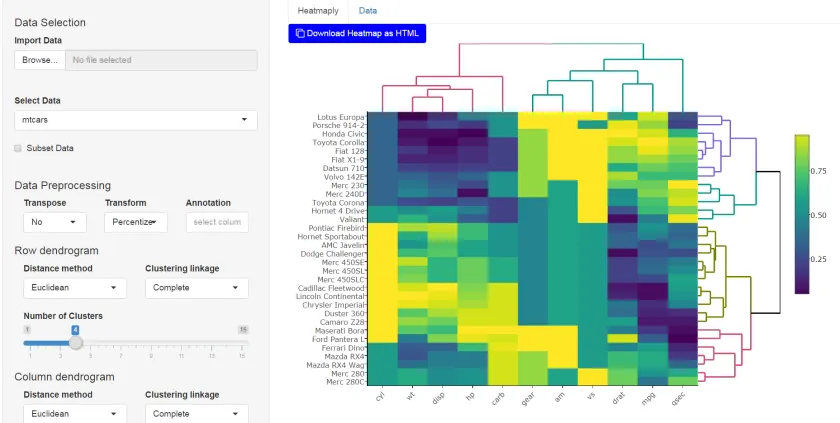 Heatmaply Data
Download Heatmap as HTML
Data Selection
Import Data
Browse... No file selected
Select Data
mtcars
Subset Data
Data Preprocessing
Transpose Transform Annotation
No Percentize select colum
Row dendrogram
Distance method Clustering linkage
Euclidean Complete
Number of Clusters
1 4 16
1 3 5 7 9 11 13 15
Column dendrogram
Distance method Clustering linkage
Euclidean Complete
Lotus Europa
Porsche 914-2
Honda Civic
Toyota Corolla
Fiat 128
Fiat X1-9
Datsun 710
Volvo 142E
Merc 230
Merc 240D
Toyota Corona
Hornet 4 Drive
Valiant
Pontiac Firebird
Hornet Sportabout
AMC Javelin
Dodge Challenger
Merc 450SE
Merc 450SL
Merc 450SLC
Cadillac Fleetwood
Lincoln Continental
Chrysler Imperial
Duster 360
Camaro Z28
Maserati Bora
Ford Pantera L
Ferrari Dino
Mazda RX4
Mazda RX4 Wag
Merc 280
Merc 280C
cyl wt disp hp carb gear am vs drat mpg qsec
0.75
0.25